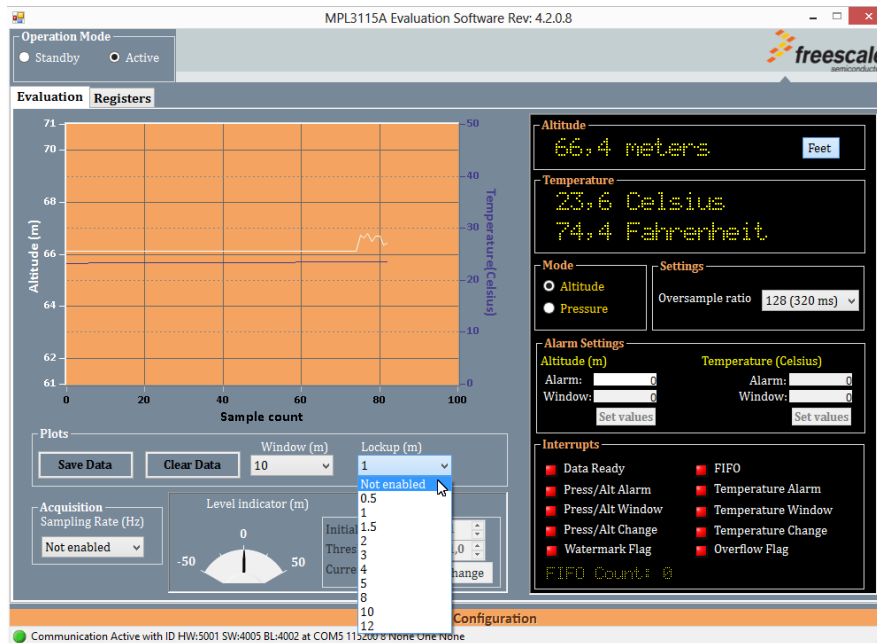 MPL3115A Evaluation Software Rev: 4.2.0.8
Operation Mode
Standby Active
freescale
semiconducto
Evaluation Registers
71
70
68
66
64
62
61
Altitude (m)
50
40
30
20
10
0
Temperature(Celsius)
0 20 40 60 80 100
Sample count
Altitude
66,4 meters
Feet
Temperature
23,6 Celsius
74,4 Fahrenheit
Mode
Altitude
Pressure
Settings
Oversample ratio 128 (320 ms)
Alarm Settings
Altitude (m) Temperature (Celsius)
Alarm: 0 Alarm: 0
Window: 0 Window: 0
Set values Set values
Plots
Save Data Clear Data
Window (m) Lockup (m)
10 1
Not enabled
0.5
1
1.5
2
3
4
5
8
10
12
Acquisition
Sampling Rate (Hz)
Not enabled
Level indicator (m)
0
-50 50
Initia
Thres ,0
Curre hange
Interrupts
Data Ready FIFO
Press/Alt Alarm Temperature Alarm
Press/Alt Window Temperature Window
Press/Alt Change Temperature Change
Watermark Flag Overflow Flag
FIFO Count: 0
Configuration
Communication Active with ID HW:5001 SW:4005 BL:4002 at COM5 115200 8 None One None